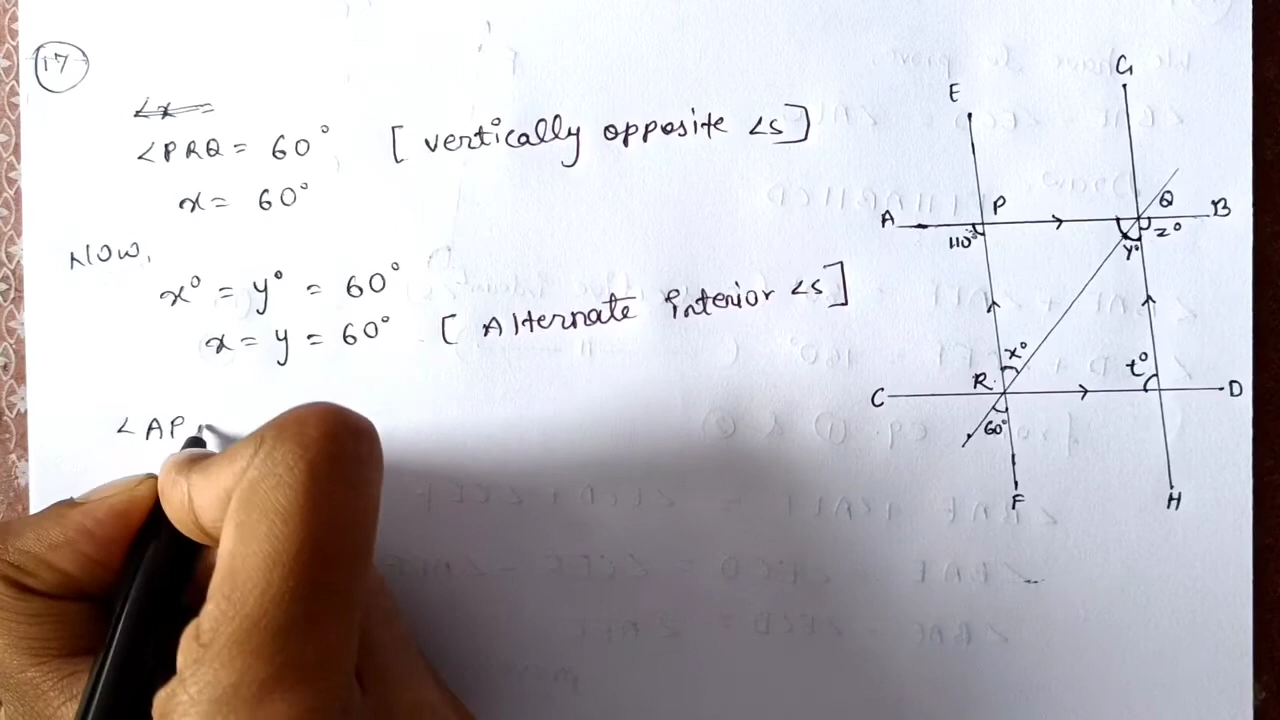 17
∠x =
∠PRQ = 60° [ vertically opposite ∠s ]
x = 60°
Now,
x° = y° = 60°
x = y = 60° [ Alternate interior ∠s ]
∠AP
G
E
A P Q B
110° z°
y°
x°
R t°
C D
60°
F H